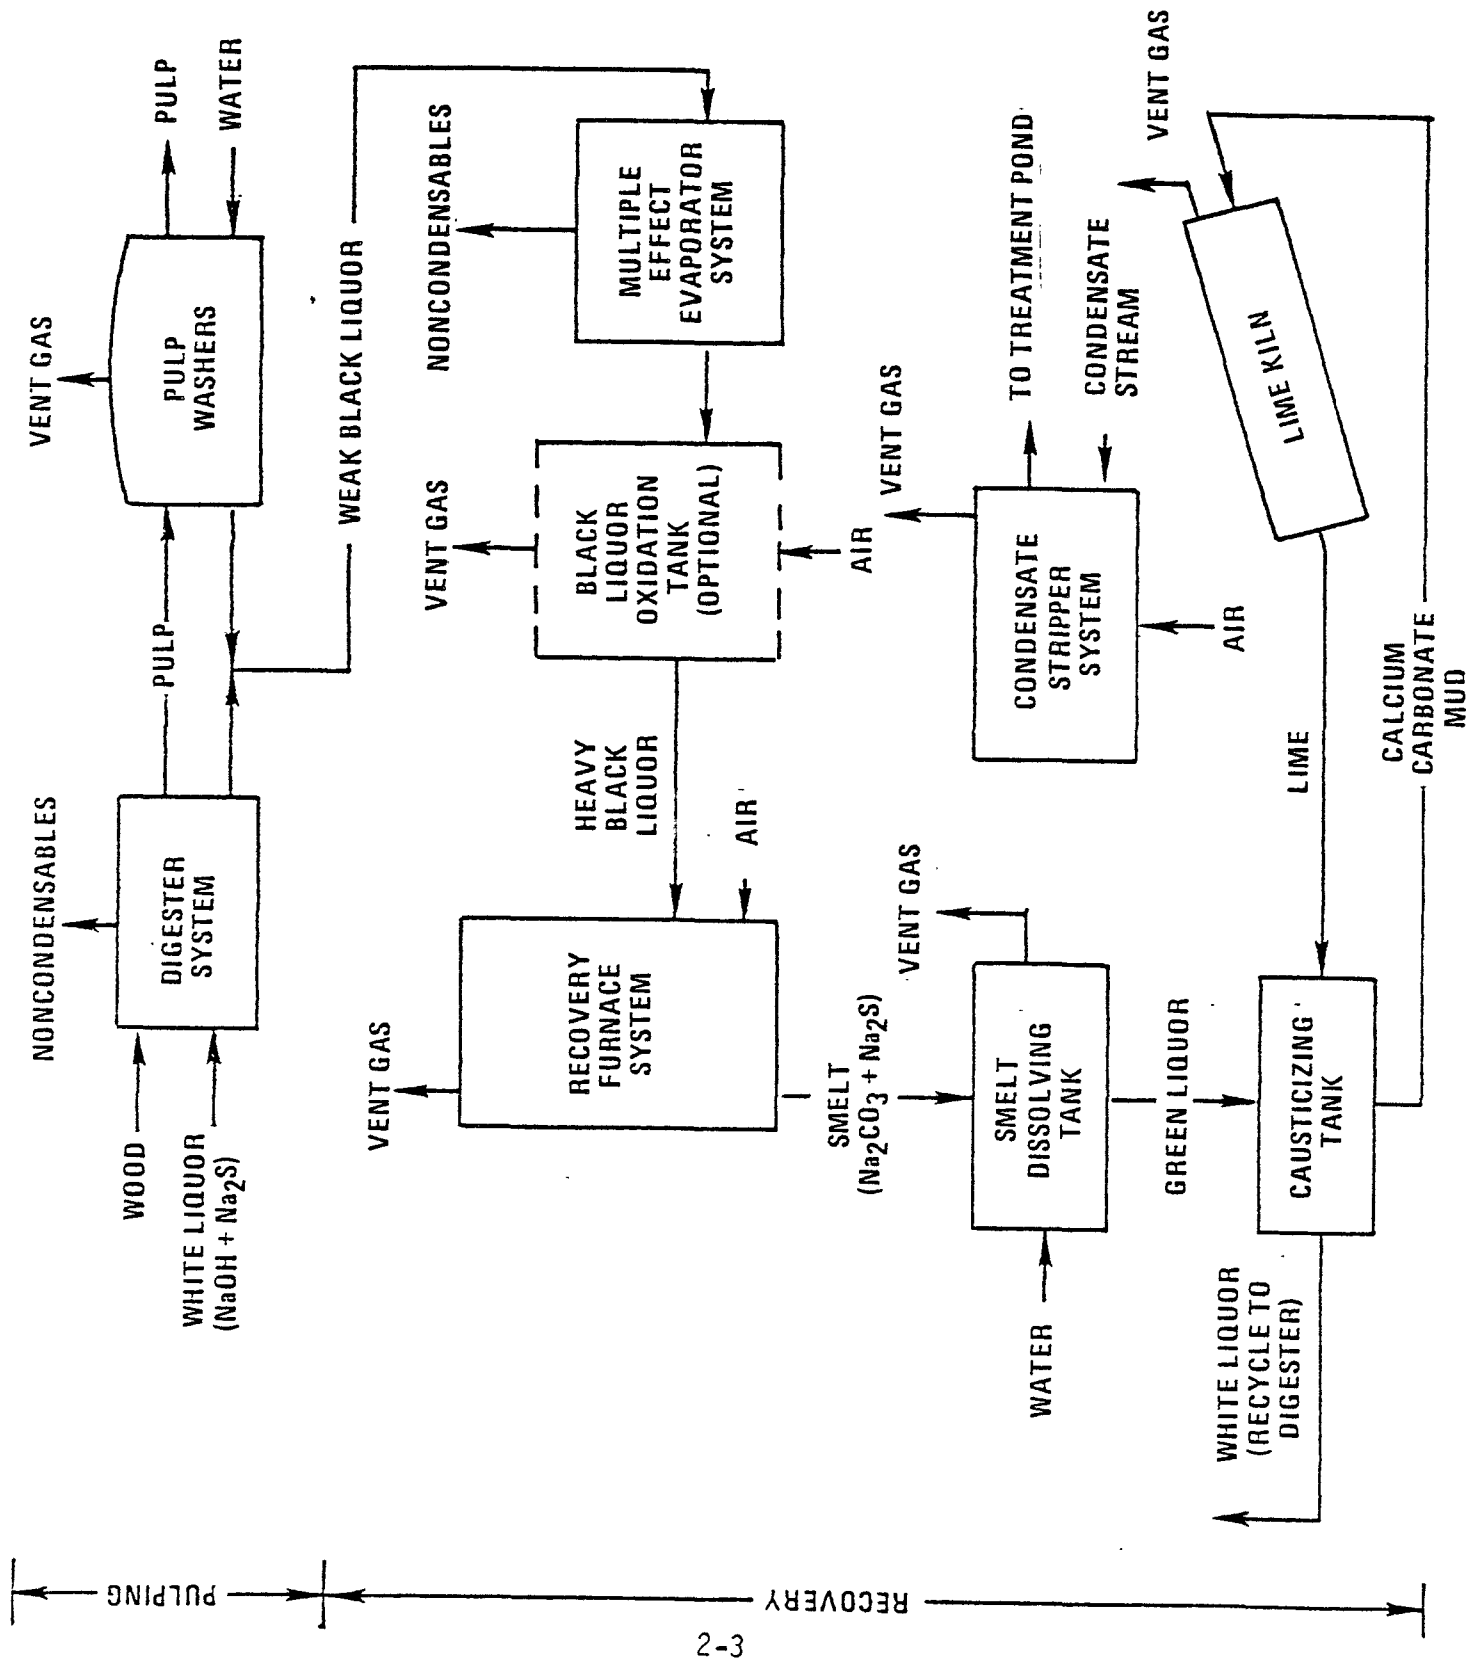 NONCONDENSABLES
VENT GAS
WOOD
DIGESTER
SYSTEM
PULP
PULP
WASHERS
PULP
WATER
WHITE LIQUOR
(NaOH + Na2S)
WEAK BLACK LIQUOR
VENT GAS
VENT GAS
NONCONDENSABLES
RECOVERY
FURNACE
SYSTEM
HEAVY
BLACK
LIQUOR
BLACK
LIQUOR
OXIDATION
TANK
(OPTIONAL)
MULTIPLE
EFFECT
EVAPORATOR
SYSTEM
AIR
AIR
SMELT
(Na2CO3 + Na2S)
VENT GAS
VENT GAS
WATER
SMELT
DISSOLVING
TANK
CONDENSATE
STRIPPER
SYSTEM
TO TREATMENT POND
CONDENSATE
STREAM
AIR
GREEN LIQUOR
VENT GAS
WHITE LIQUOR
(RECYCLE TO
DIGESTER)
CAUSTICIZING
TANK
LIME
LIME KILN
CALCIUM
CARBONATE
MUD
PULPING
RECOVERY
2-3